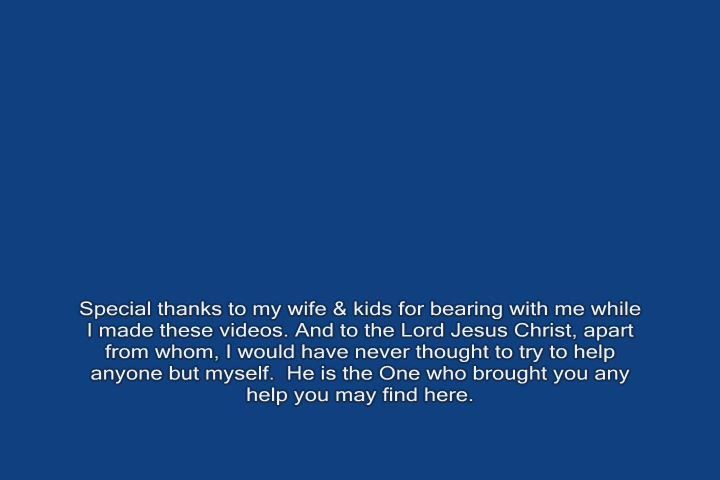 Special thanks to my wife & kids for bearing with me while
I made these videos. And to the Lord Jesus Christ, apart
from whom, I would have never thought to try to help
anyone but myself.  He is the One who brought you any
help you may find here.